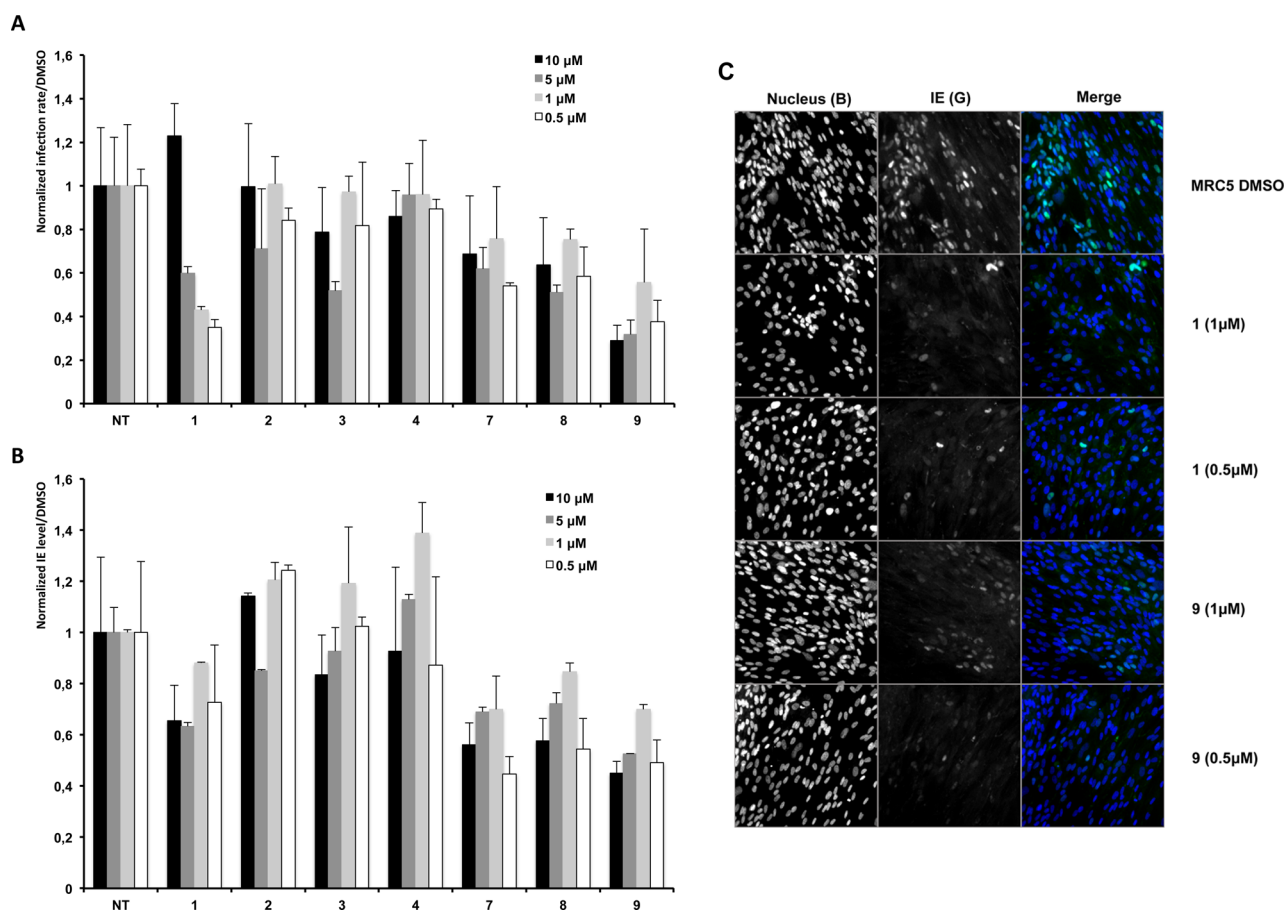 A
Normalized infection rate/DMSO
1,6
1,4
1,2
1
0,8
0,6
0,4
0,2
0
10 µM
5 µM
1 µM
0.5 µM
NT 1 2 3 4 7 8 9
B
Normalized IE level/DMSO
1,6
1,4
1,2
1
0,8
0,6
0,4
0,2
0
10 µM
5 µM
1 µM
0.5 µM
NT 1 2 3 4 7 8 9
C
Nucleus (B) IE (G) Merge
MRC5 DMSO
1 (1µM)
1 (0.5µM)
9 (1µM)
9 (0.5µM)